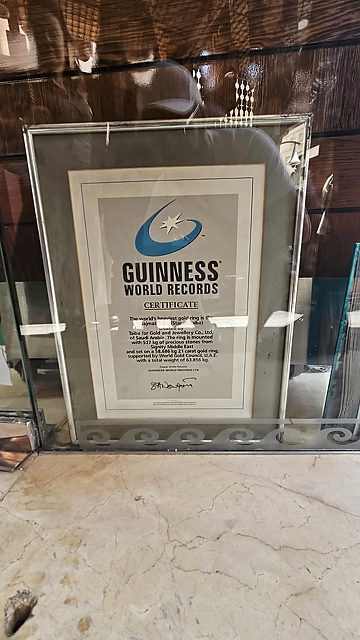 GUINNESS
WORLD RECORDS
CERTIFICATE
The world's heaviest gold ring is the
Taiba)
Taiba for Gold and Jewellery Co., Ltd,
of Saudi Arabia. The ring is mounted
with 5.17 kg of precious stones from
Signity Middle East
and set on a 58.686 kg 21 carat gold ring,
supported by World Gold Council, U.A.E.
with a total weight of 63.856 kg.
GUINNESS WORLD RECORDS LTD